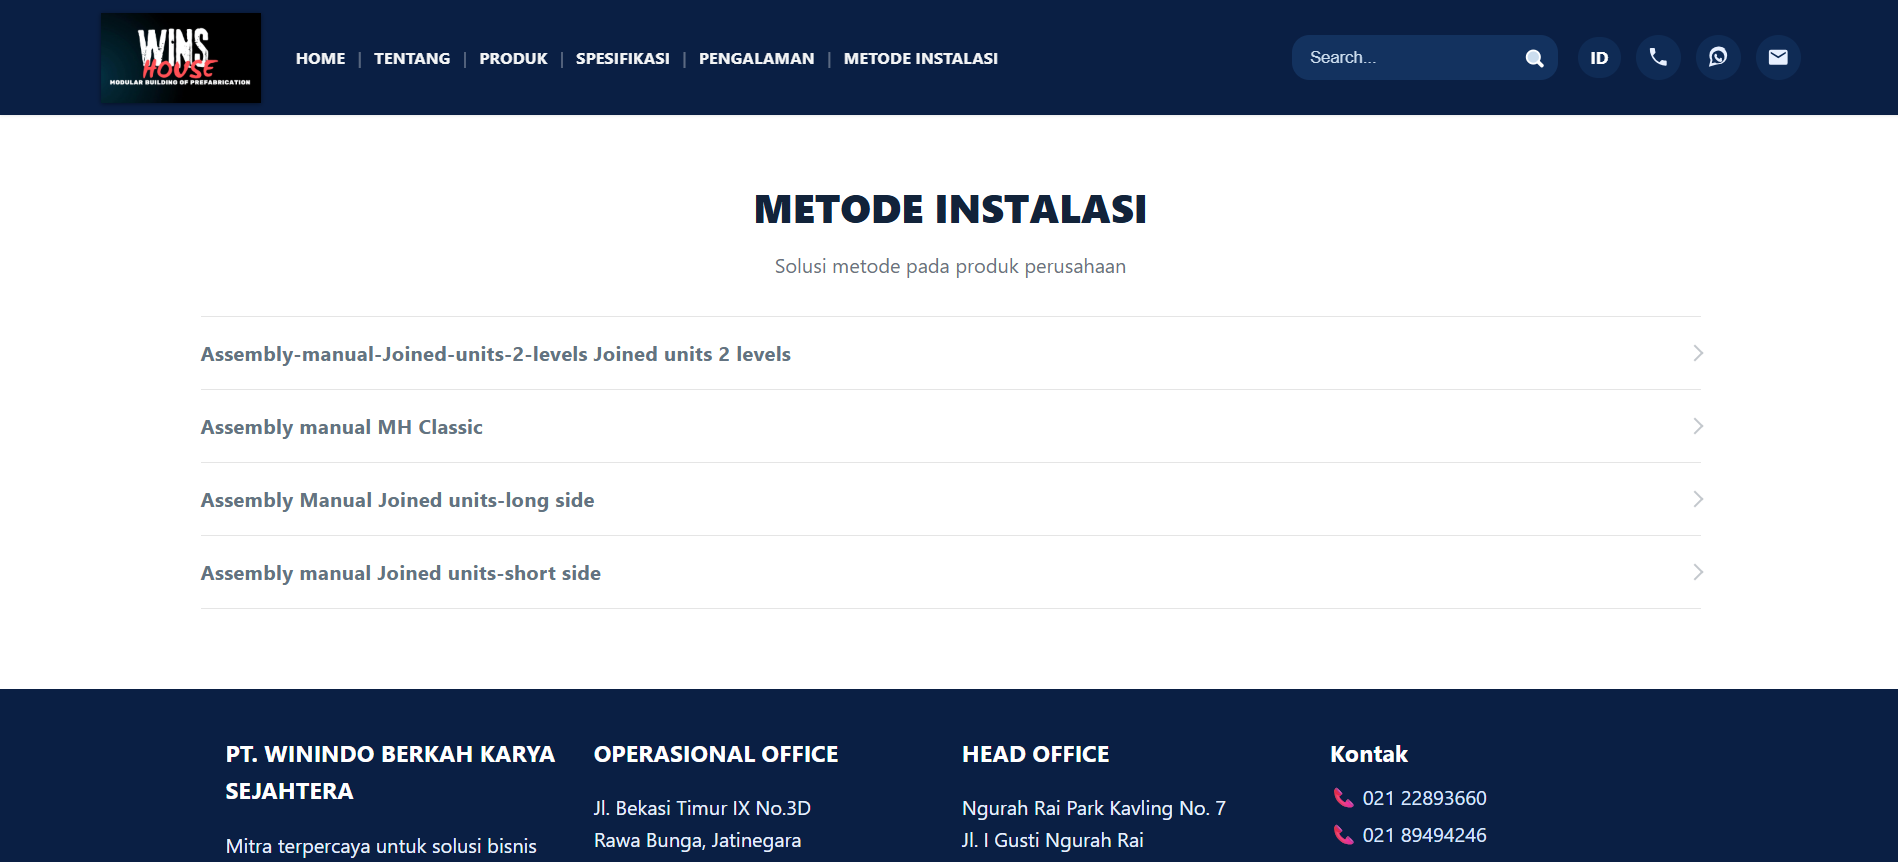 WINS
HOUSE
MODULAR BUILDING OF PREFABRICATION
HOME | TENTANG | PRODUK | SPESIFIKASI | PENGALAMAN | METODE INSTALASI
Search...
ID
METODE INSTALASI
Solusi metode pada produk perusahaan
Assembly-manual-Joined-units-2-levels Joined units 2 levels
Assembly manual MH Classic
Assembly Manual Joined units-long side
Assembly manual Joined units-short side
PT. WININDO BERKAH KARYA
SEJAHTERA
Mitra terpercaya untuk solusi bisnis
OPERASIONAL OFFICE
Jl. Bekasi Timur IX No.3D
Rawa Bunga, Jatinegara
HEAD OFFICE
Ngurah Rai Park Kavling No. 7
Jl. I Gusti Ngurah Rai
Kontak
021 22893660
021 89494246